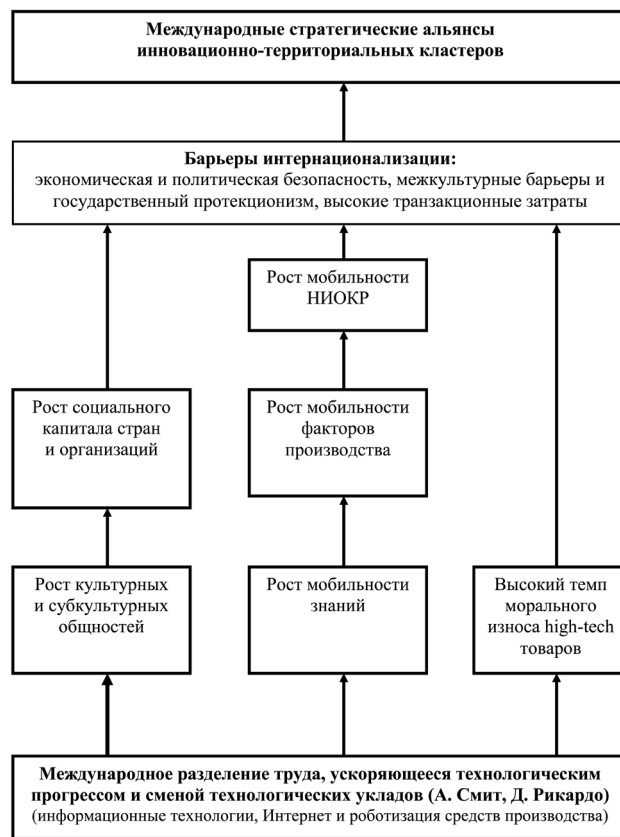 Международные стратегические альянсы
инновационно-территориальных кластеров
Барьеры интернационализации:
экономическая и политическая безопасность, межкультурные барьеры и
государственный протекционизм, высокие транзакционные затраты
Рост мобильности
НИОКР
Рост социального
капитала стран
и организаций
Рост мобильности
факторов
производства
Рост культурных
и субкультурных
общностей
Рост мобильности
знаний
Высокий темп
морального
износа high-tech
товаров
Международное разделение труда, ускоряющееся технологическим
прогрессом и сменой технологических укладов (А. Смит, Д. Рикардо)
(информационные технологии, Интернет и роботизация средств производства)